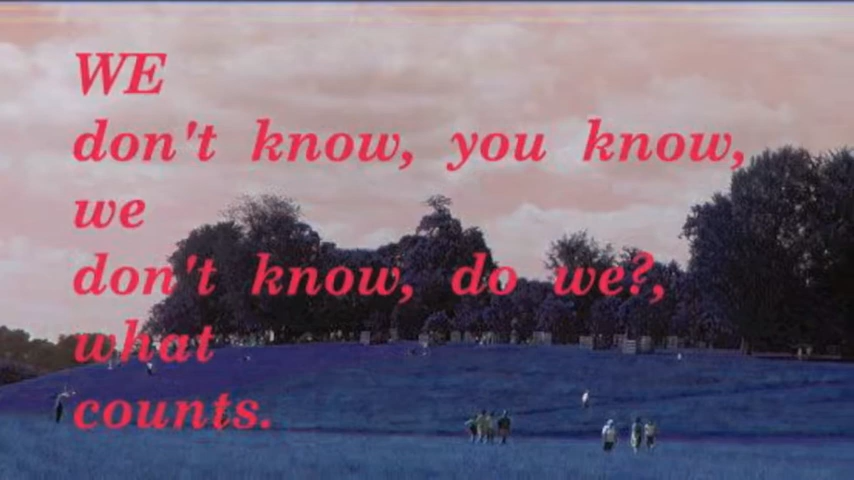 WE
don't know, you know,
we
don't know, do we?,
what
counts.